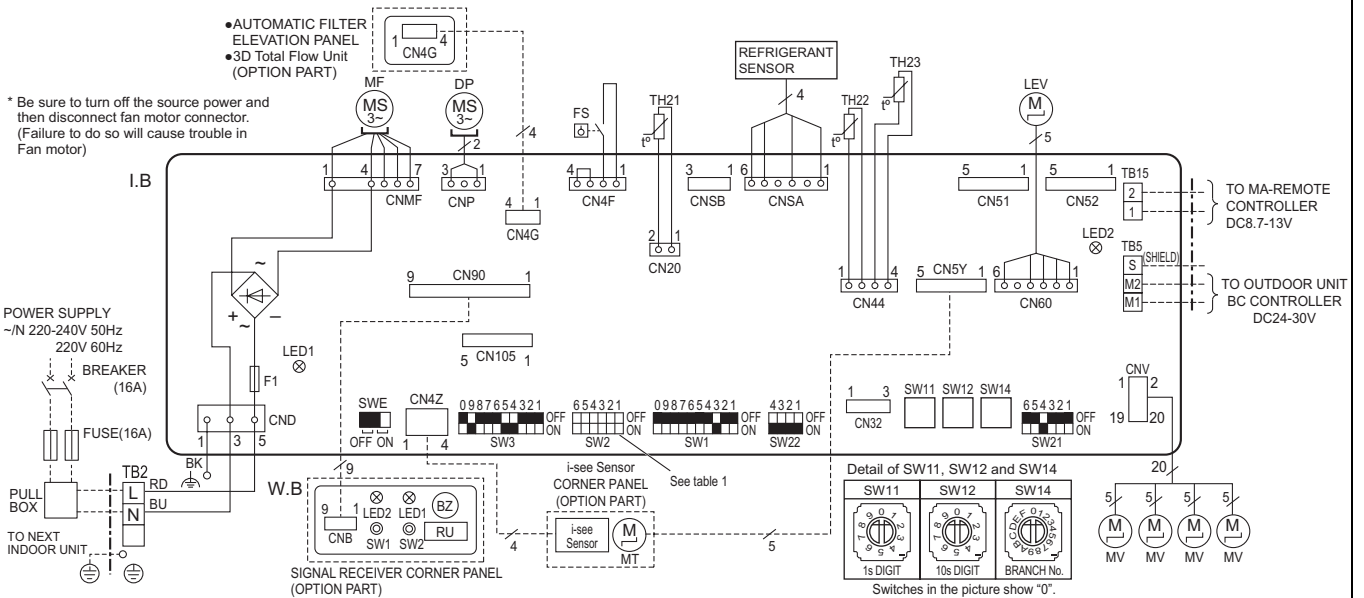 ●AUTOMATIC FILTER
ELEVATION PANEL
●3D Total Flow Unit
(OPTION PART)
1 4
CN4G
* Be sure to turn off the source power and
then disconnect fan motor connector.
(Failure to do so will cause trouble in
Fan motor)
MF
MS
3~
DP
MS
3~
2
4
FS
TH21
t°
REFRIGERANT
SENSOR
4
TH22
t°
TH23
t°
LEV
M
5
I.B
1 4 7
CNMF
3 1
CNP
4 1
CN4G
4 1
CN4F
2 1
CN20
3 1
CNSB
6 1
CNSA
1 4
CN44
5 1
CN51
5 1
CN52
5 CN5Y 1
6 1
CN60
LED2
TB15
2
1
TO MA-REMOTE
CONTROLLER
DC8.7-13V
TB5
S
(SHIELD)
M2
M1
TO OUTDOOR UNIT
BC CONTROLLER
DC24-30V
~
+ −
~
F1
LED1
9 CN90 1
5 CN105 1
POWER SUPPLY
~/N 220-240V 50Hz
220V 60Hz
BREAKER
(16A)
FUSE(16A)
PULL
BOX
TO NEXT
INDOOR UNIT
TB2
L
N
RD
BU
BK
CND
1 3 5
SWE
OFF ON
CN4Z
1 4
0987654321
OFF
ON
SW3
654321
OFF
ON
SW2
See table 1
0987654321
OFF
ON
SW1
4321
OFF
ON
SW22
1 3
CN32
SW11 SW12 SW14
654321
OFF
ON
SW21
CNV
1 2
19 20
20
5 5 5 5
M M M M
MV MV MV MV
W.B
9
9 1
CNB
LED2 LED1
SW1 SW2
BZ
RU
SIGNAL RECEIVER CORNER PANEL
(OPTION PART)
4
i-see Sensor
CORNER PANEL
(OPTION PART)
i-see
Sensor
M
MT
5
Detail of SW11, SW12 and SW14
SW11 SW12 SW14
0 1 2 3 4 5 6 7 8 9
0 1 2 3 4 5 6 7 8 9
0 1 2 3 4 5 6 7 8 9 A B C D E F
1s DIGIT 10s DIGIT BRANCH No.
Switches in the picture show “0”.